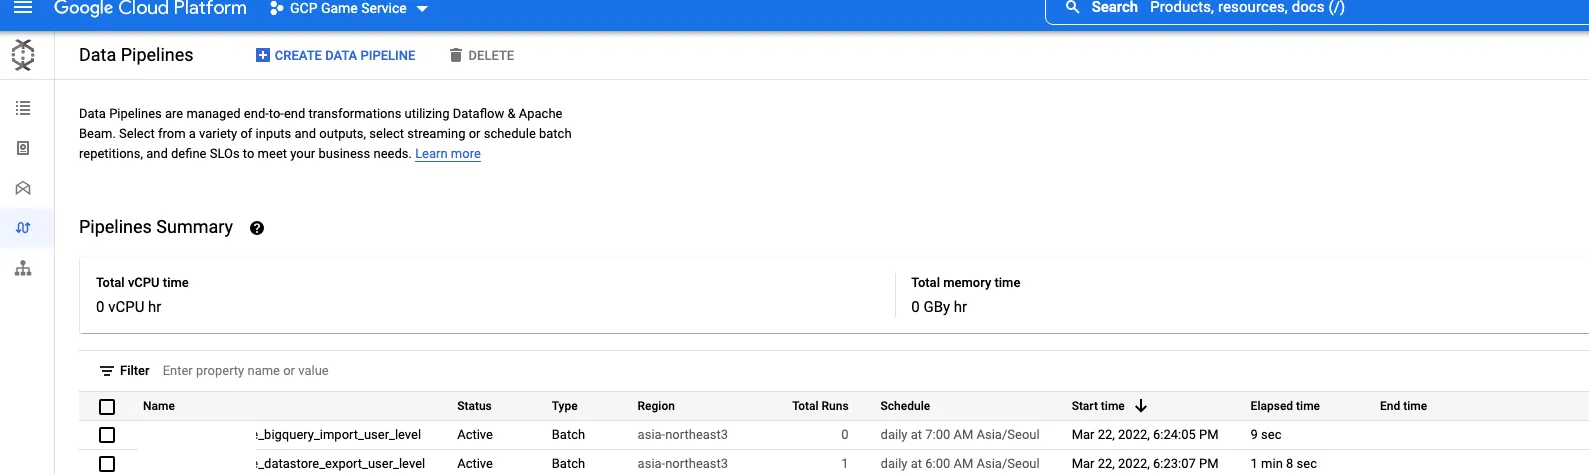 Google Cloud Platform GCP Game Service Search Products, resources, docs (/)
Data Pipelines CREATE DATA PIPELINE DELETE
Data Pipelines are managed end-to-end transformations utilizing Dataflow & Apache
Beam. Select from a variety of inputs and outputs, select streaming or schedule batch
repetitions, and define SLOs to meet your business needs. Learn more
Pipelines Summary ?
Total vCPU time Total memory time
0 vCPU hr 0 GBy hr
Filter Enter property name or value
Name Status Type Region Total Runs Schedule Start time Elapsed time End time
_bigquery_import_user_level Active Batch asia-northeast3 0 daily at 7:00 AM Asia/Seoul Mar 22, 2022, 6:24:05 PM 9 sec
_datastore_export_user_level Active Batch asia-northeast3 1 daily at 6:00 AM Asia/Seoul Mar 22, 2022, 6:23:07 PM 1 min 8 sec